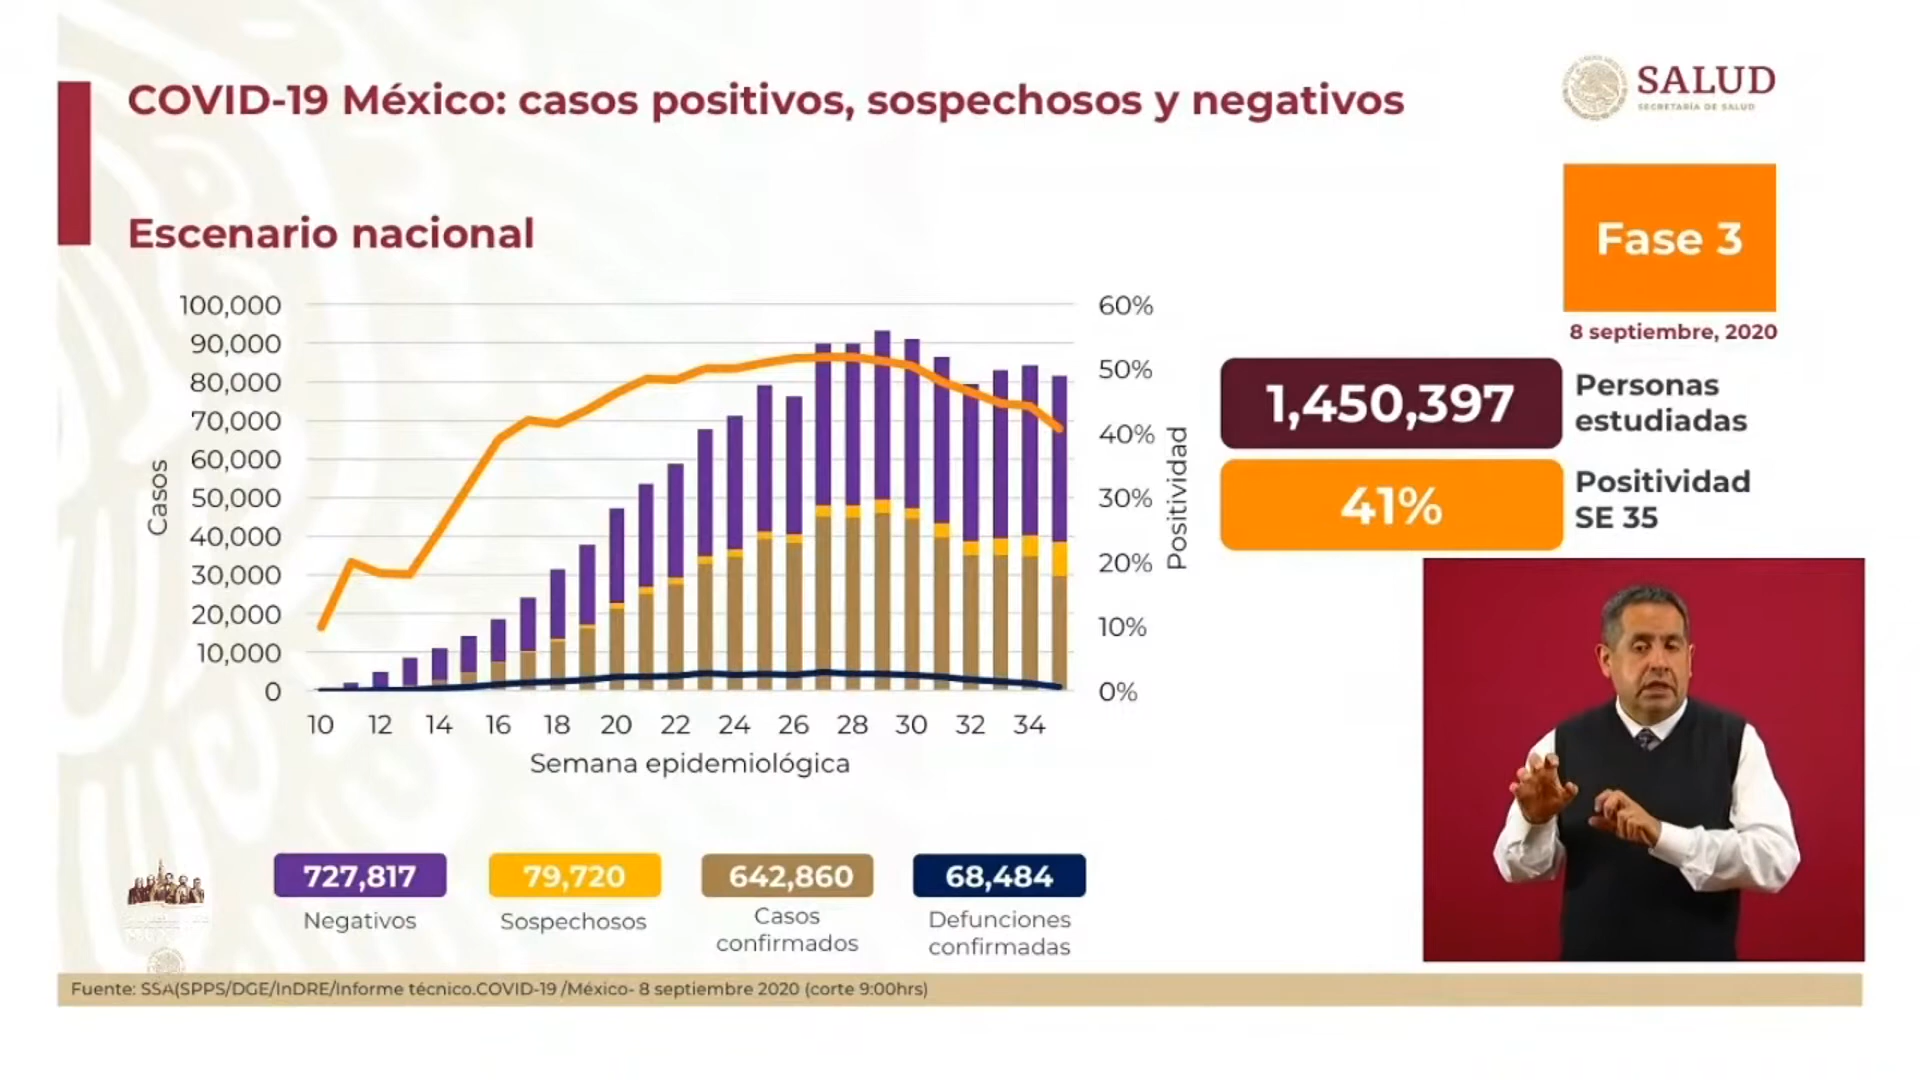 COVID-19 México: casos positivos, sospechosos y negativos
SALUD
SECRETARÍA DE SALUD
Escenario nacional
Fase 3
8 septiembre, 2020
100,000
90,000
80,000
70,000
60,000
50,000
40,000
30,000
20,000
10,000
0
Casos
60%
50%
40%
30%
20%
10%
0%
Positividad
10 12 14 16 18 20 22 24 26 28 30 32 34
Semana epidemiológica
1,450,397
Personas
estudiadas
41%
Positividad
SE 35
727,817
Negativos
79,720
Sospechosos
642,860
Casos
confirmados
68,484
Defunciones
confirmadas
Fuente: SSA(SPPS/DGE/InDRE/Informe técnico.COVID-19 /México- 8 septiembre 2020 (corte 9:00hrs)